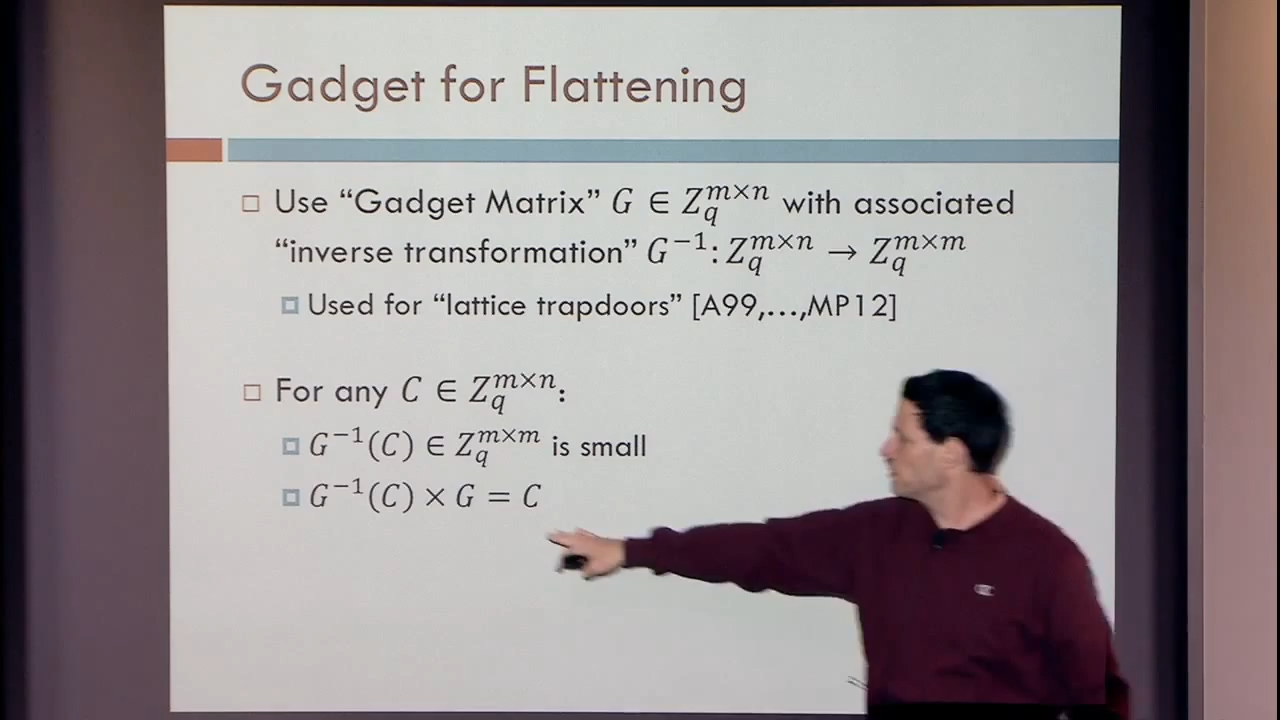 Gadget for Flattening
Use “Gadget Matrix” G ∈ Z_q^{m×n} with associated
“inverse transformation” G^{−1}: Z_q^{m×n} → Z_q^{m×m}
Used for “lattice trapdoors” [A99,…,MP12]
For any C ∈ Z_q^{m×n}:
G^{−1}(C) ∈ Z_q^{m×m} is small
G^{−1}(C) × G = C